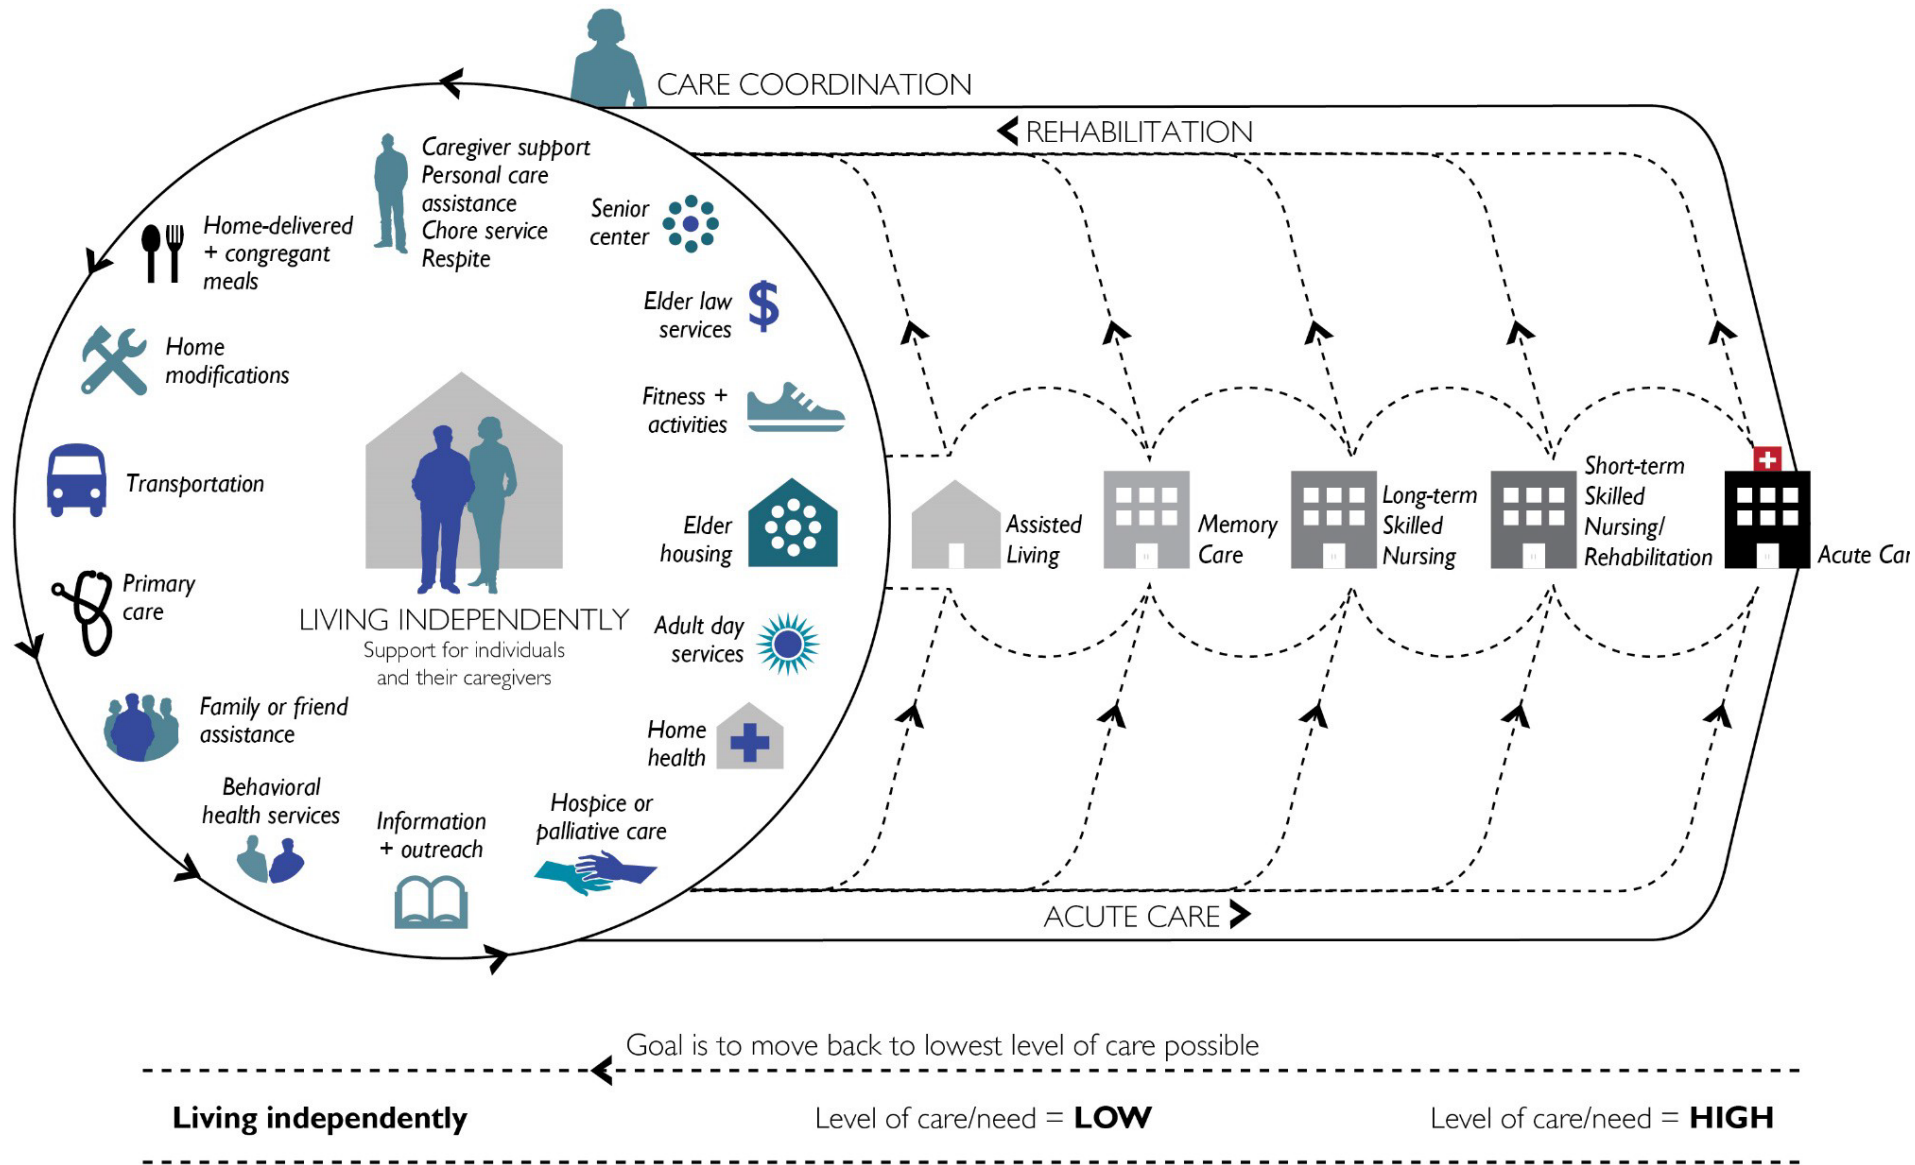 CARE COORDINATION
REHABILITATION
Caregiver support
Personal care
assistance
Chore service
Respite
Senior
center
Home-delivered
+ congregant
meals
Elder law
services
Home
modifications
Fitness +
activities
Transportation
Elder
housing
Assisted
Living
Memory
Care
Long-term
Skilled
Nursing
Short-term
Skilled
Nursing/
Rehabilitation
Acute Car
Primary
care
LIVING INDEPENDENTLY
Support for individuals
and their caregivers
Adult day
services
Family or friend
assistance
Home
health
Behavioral
health services
Information
+ outreach
Hospice or
palliative care
ACUTE CARE
Goal is to move back to lowest level of care possible
Living independently
Level of care/need = LOW
Level of care/need = HIGH